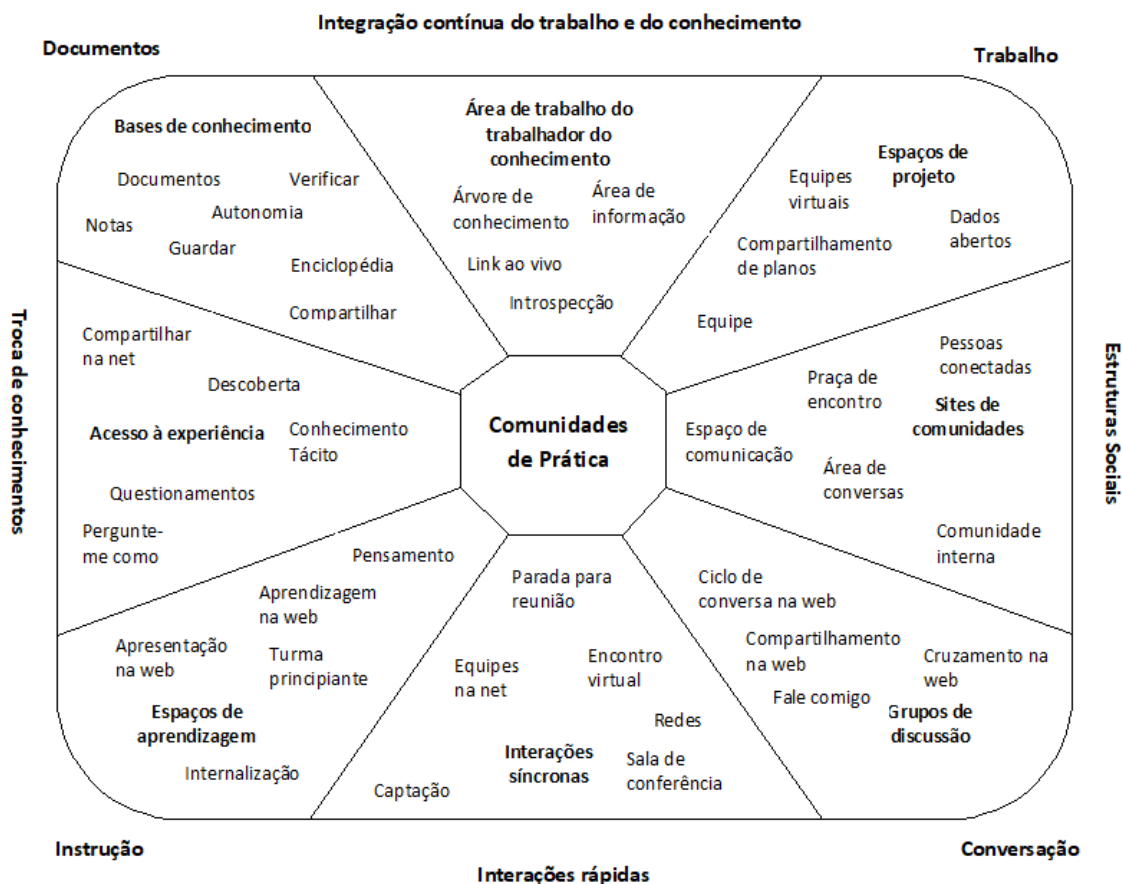 Integração contínua do trabalho e do conhecimento
Documentos
Trabalho
Bases de conhecimento
Documentos
Verificar
Autonomia
Notas
Guardar
Enciclopédia
Compartilhar
Área de trabalho do
trabalhador do
conhecimento
Árvore de
conhecimento
Área de
informação
Link ao vivo
Introspecção
Espaços de
projeto
Equipes
virtuais
Dados
abertos
Compartilhamento
de planos
Equipe
Troca de conhecimentos
Compartilhar
na net
Descoberta
Acesso à experiência
Conhecimento
Tácito
Questionamentos
Pergunte-
me como
Comunidades
de Prática
Pessoas
conectadas
Praça de
encontro
Sites de
comunidades
Espaço de
comunicação
Área de
conversas
Comunidade
interna
Estruturas Sociais
Pensamento
Aprendizagem
na web
Apresentação
na web
Turma
principiante
Espaços de
aprendizagem
Internalização
Parada para
reunião
Equipes
na net
Encontro
virtual
Redes
Interações
síncronas
Sala de
conferência
Captação
Ciclo de
conversa na web
Compartilhamento
na web
Cruzamento na
web
Fale comigo
Grupos de
discussão
Instrução
Conversação
Interações rápidas